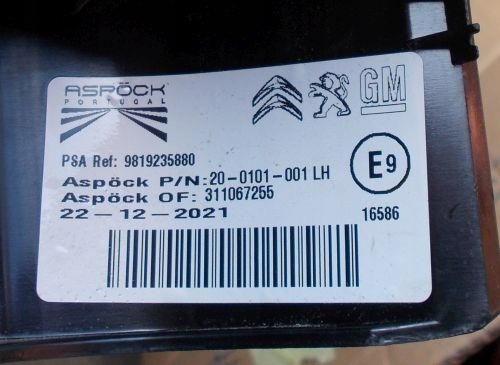 ASPÖCK
PORTUGAL
GM
PSA Ref: 9819235880
Aspöck P/N: 20-0101-001 LH
Aspöck OF: 311067255
22-12-2021
E9
16586